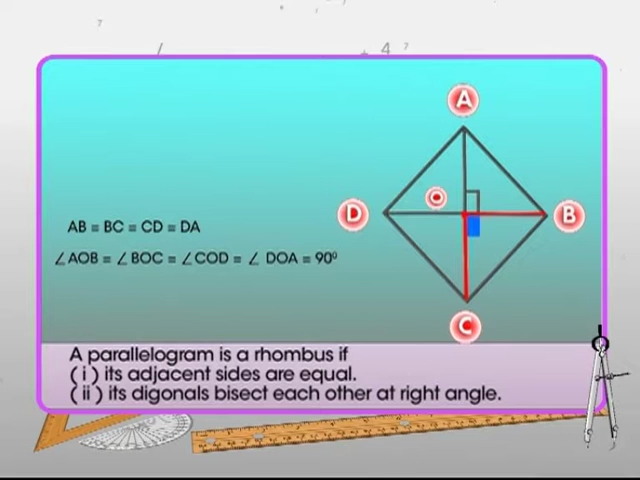 A
O
D
B
AB = BC = CD = DA
∠AOB = ∠BOC = ∠COD = ∠ DOA = 90⁰
C
A parallelogram is a rhombus if
( i ) its adjacent sides are equal.
( ii ) its digonals bisect each other at right angle.